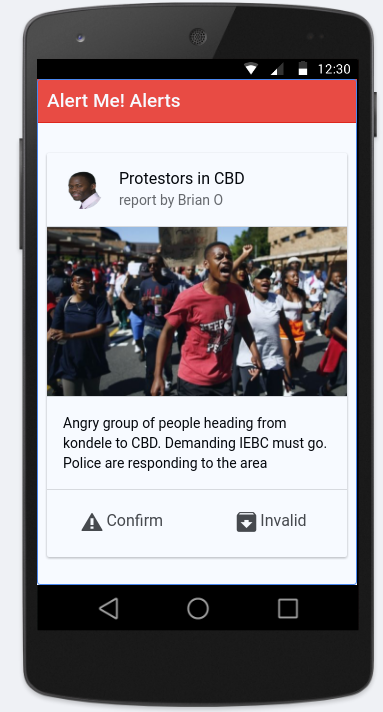 12:30
Alert Me! Alerts
Protestors in CBD
report by Brian O
Angry group of people heading from
kondele to CBD. Demanding IEBC must go.
Police are responding to the area
Confirm
Invalid